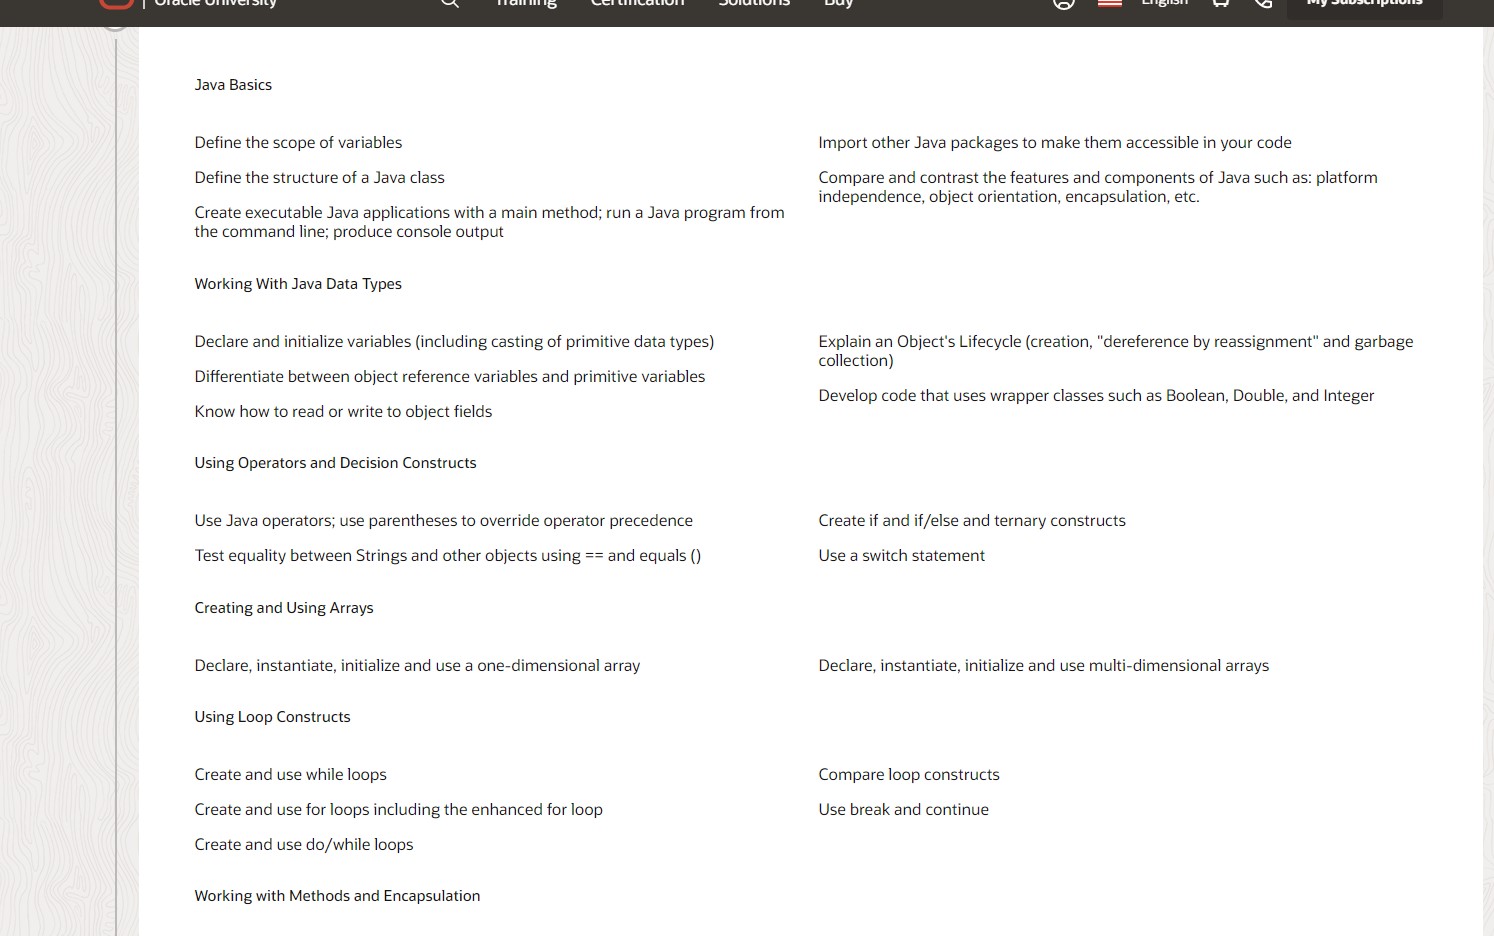 Oracle University
Training
Certification
Solutions
Buy
English
My Subscriptions
Java Basics
Define the scope of variables
Define the structure of a Java class
Create executable Java applications with a main method; run a Java program from
the command line; produce console output
Import other Java packages to make them accessible in your code
Compare and contrast the features and components of Java such as: platform
independence, object orientation, encapsulation, etc.
Working With Java Data Types
Declare and initialize variables (including casting of primitive data types)
Differentiate between object reference variables and primitive variables
Know how to read or write to object fields
Explain an Object's Lifecycle (creation, "dereference by reassignment" and garbage
collection)
Develop code that uses wrapper classes such as Boolean, Double, and Integer
Using Operators and Decision Constructs
Use Java operators; use parentheses to override operator precedence
Test equality between Strings and other objects using == and equals ()
Create if and if/else and ternary constructs
Use a switch statement
Creating and Using Arrays
Declare, instantiate, initialize and use a one-dimensional array
Declare, instantiate, initialize and use multi-dimensional arrays
Using Loop Constructs
Create and use while loops
Create and use for loops including the enhanced for loop
Create and use do/while loops
Compare loop constructs
Use break and continue
Working with Methods and Encapsulation